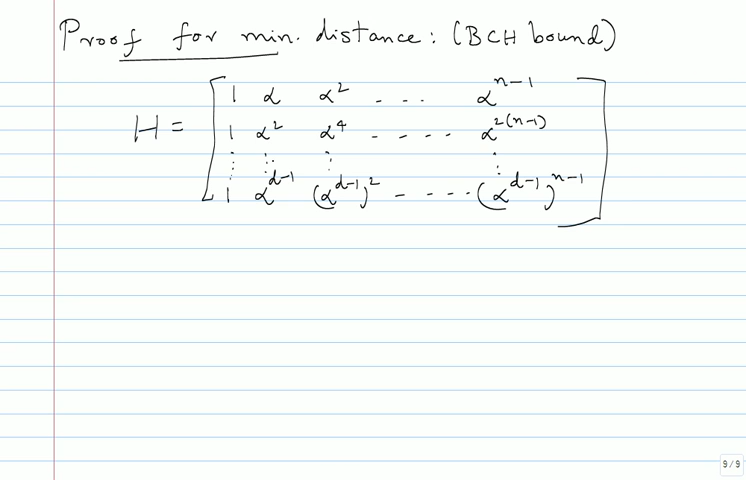 Proof for min. distance: (BCH bound)
H = [ 1 α α² - - . . . α^{n-1}
1 α² α⁴ - - - . . α^{2(n-1)}
⋮ ⋮ ⋮ ⋮
1 α^{d-1} (α^{d-1})² - - - - - (α^{d-1})^{n-1} ]
9/9